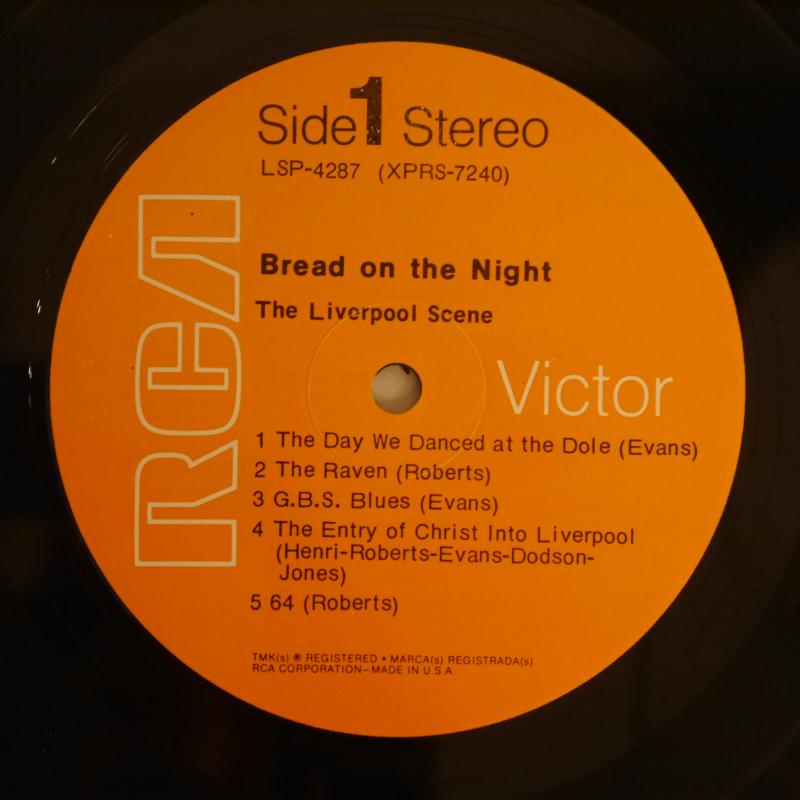 Side 1 Stereo
LSP-4287 (XPRS-7240)
RCA
Bread on the Night
The Liverpool Scene
Victor
1 The Day We Danced at the Dole (Evans)
2 The Raven (Roberts)
3 G.B.S. Blues (Evans)
4 The Entry of Christ Into Liverpool
(Henri-Roberts-Evans-Dodson-
Jones)
5 64 (Roberts)
TMK(s) ® REGISTERED • MARCA(s) REGISTRADA(s)
RCA CORPORATION—MADE IN U.S.A.